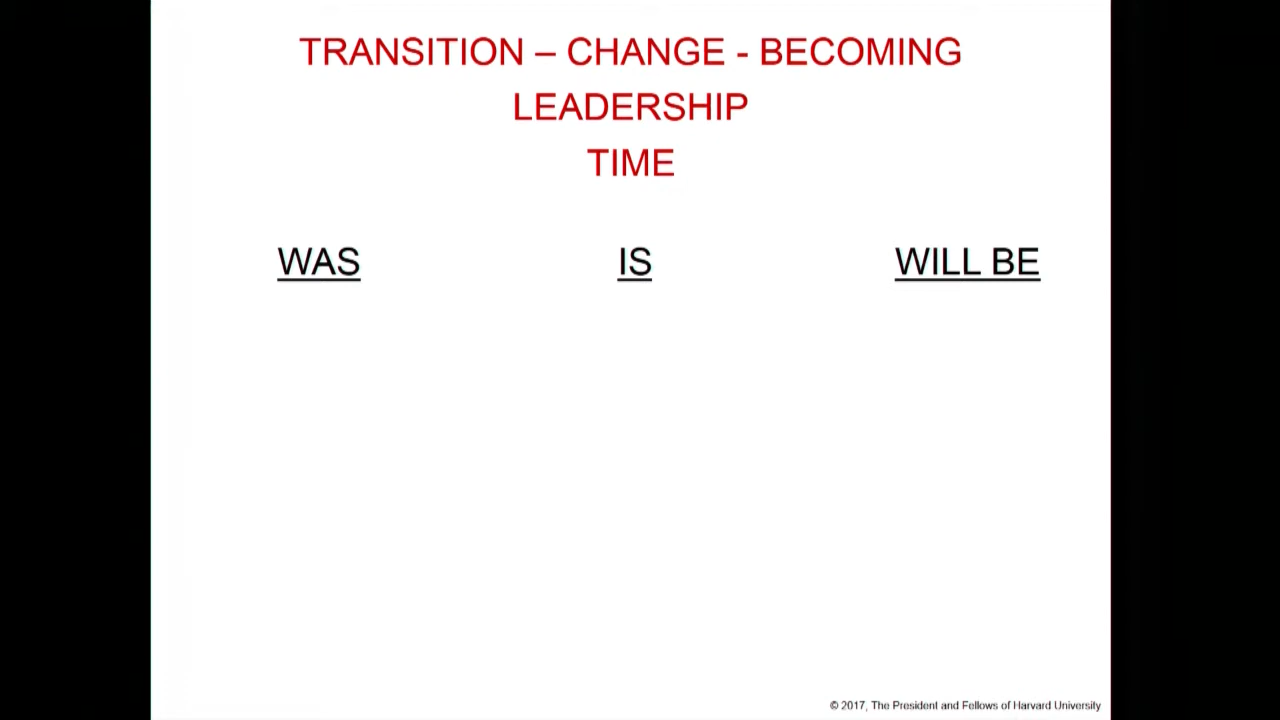 TRANSITION – CHANGE - BECOMING
LEADERSHIP
TIME
WAS IS WILL BE
© 2017, The President and Fellows of Harvard University